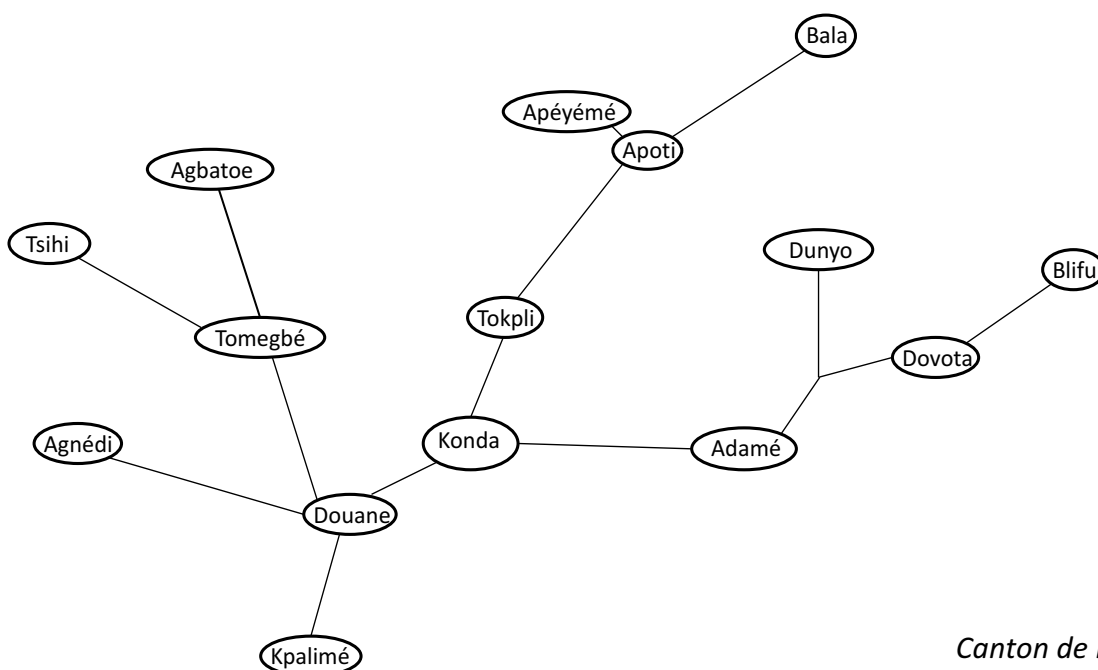 Bala
Apéyémé
Apoti
Agbatoe
Tsihi
Dunyo
Blifu
Tokpli
Tomegbé
Dovota
Agnédi
Konda
Adamé
Douane
Kpalimé
Canton de